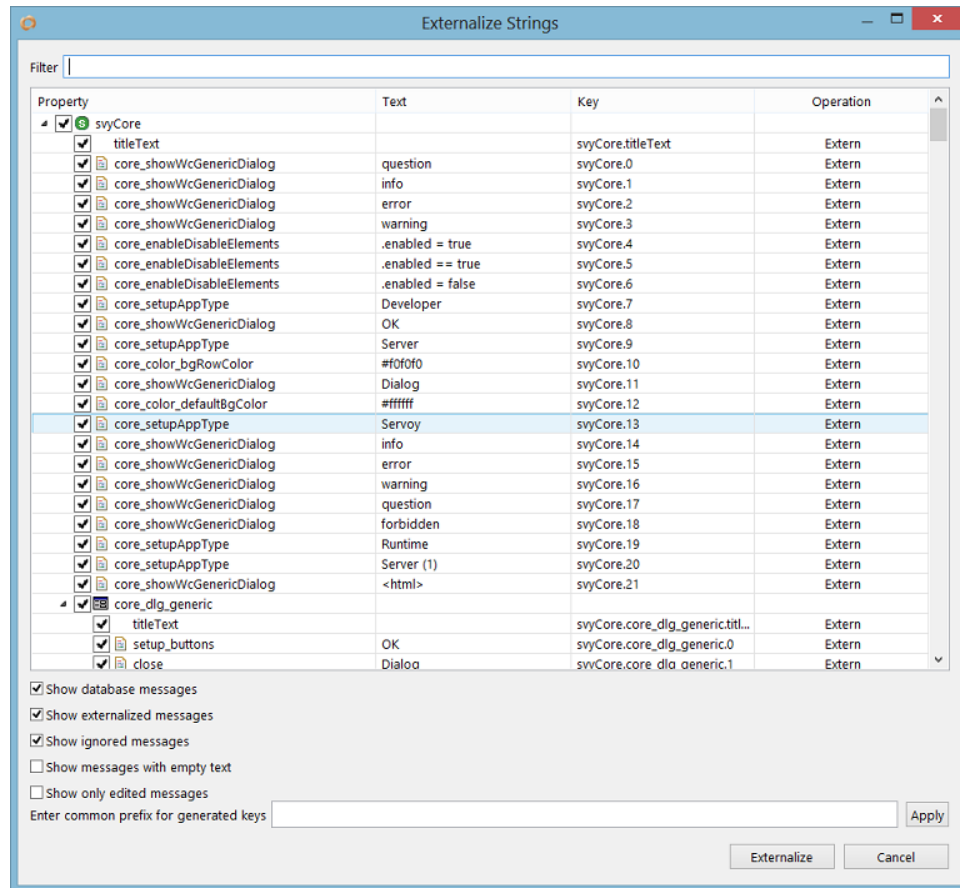 Externalize Strings
Filter
Property Text Key Operation
svyCore
titleText svyCore.titleText Extern
core_showWcGenericDialog question svyCore.0 Extern
core_showWcGenericDialog info svyCore.1 Extern
core_showWcGenericDialog error svyCore.2 Extern
core_showWcGenericDialog warning svyCore.3 Extern
core_enableDisableElements .enabled = true svyCore.4 Extern
core_enableDisableElements .enabled == true svyCore.5 Extern
core_enableDisableElements .enabled = false svyCore.6 Extern
core_setupAppType Developer svyCore.7 Extern
core_showWcGenericDialog OK svyCore.8 Extern
core_setupAppType Server svyCore.9 Extern
core_color_bgRowColor #f0f0f0 svyCore.10 Extern
core_showWcGenericDialog Dialog svyCore.11 Extern
core_color_defaultBgColor #ffffff svyCore.12 Extern
core_setupAppType Servoy svyCore.13 Extern
core_showWcGenericDialog info svyCore.14 Extern
core_showWcGenericDialog error svyCore.15 Extern
core_showWcGenericDialog warning svyCore.16 Extern
core_showWcGenericDialog question svyCore.17 Extern
core_showWcGenericDialog forbidden svyCore.18 Extern
core_setupAppType Runtime svyCore.19 Extern
core_setupAppType Server (1) svyCore.20 Extern
core_showWcGenericDialog <html> svyCore.21 Extern
core_dlg_generic
titleText svyCore.core_dlg_generic.titl... Extern
setup_buttons OK svyCore.core_dlg_generic.0 Extern
close Dialog svyCore.core_dlg_generic.1 Extern
Show database messages
Show externalized messages
Show ignored messages
Show messages with empty text
Show only edited messages
Enter common prefix for generated keys Apply
Externalize Cancel